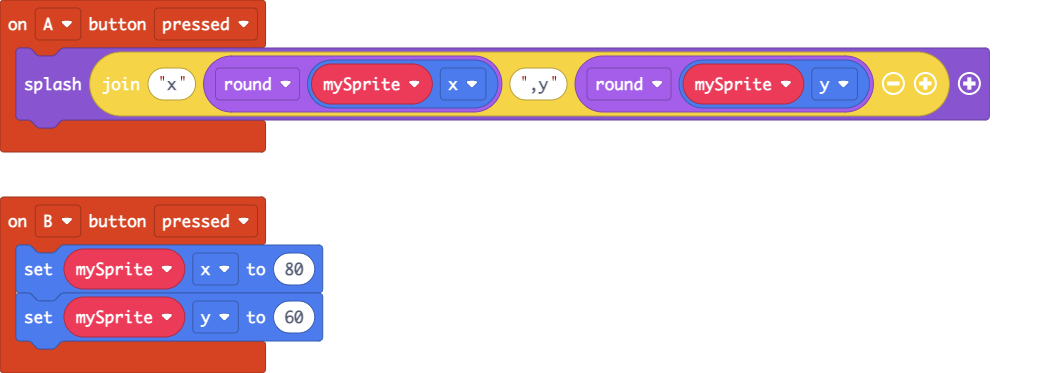 on A button pressed
splash join "x" round mySprite x ",y" round mySprite y
on B button pressed
set mySprite x to 80
set mySprite y to 60